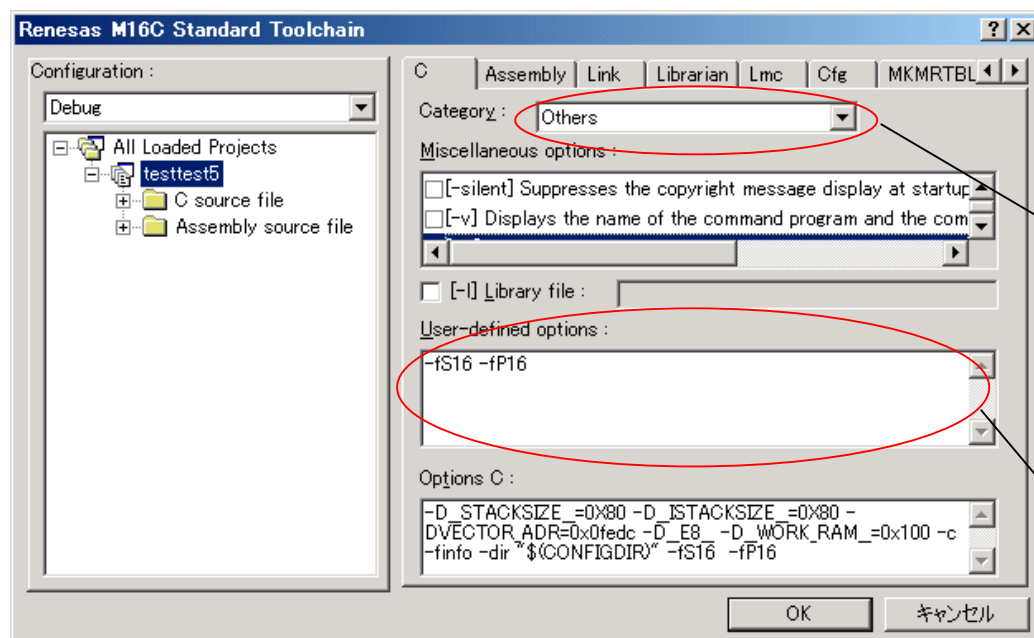 Renesas M16C Standard Toolchain
Configuration :
Debug
All Loaded Projects
testtest5
C source file
Assembly source file
C
Assembly
Link
Librarian
Lmc
Cfg
MKMRTBL
Category :
Others
Miscellaneous options :
[-silent] Suppresses the copyright message display at startup
[-v] Displays the name of the command program and the com
[-l] Library file :
User-defined options :
-fS16 -fP16
Options C :
-D_STACKSIZE_=0X80 -D_ISTACKSIZE_=0X80 -
DVECTOR_ADR=0x0fedc -D_E8_ -D_WORK_RAM_=0x100 -c
-finfo -dir "$(CONFIGDIR)" -fS16  -fP16
OK
キャンセル